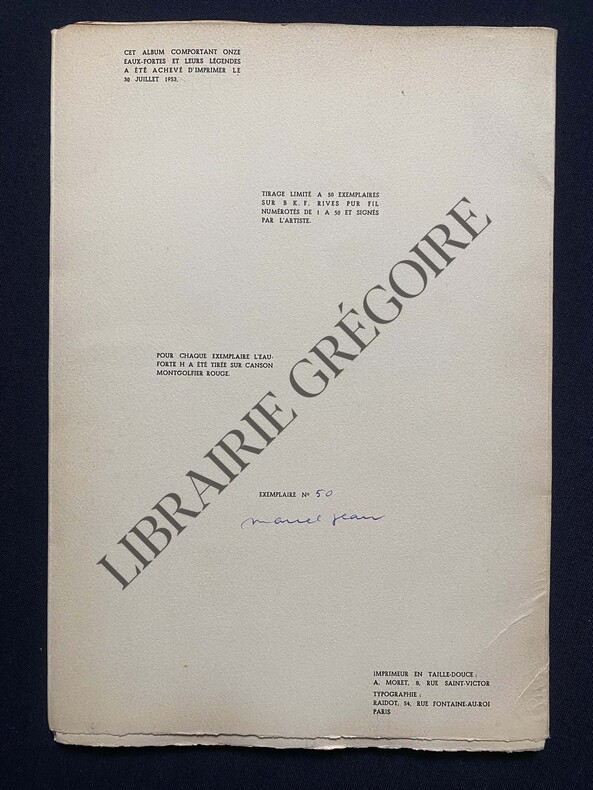 CET ALBUM COMPORTANT ONZE
EAUX-FORTES ET LEURS LÉGENDES
A ÉTÉ ACHEVÉ D'IMPRIMER LE
30 JUILLET 1953.
TIRAGE LIMITÉ A 50 EXEMPLAIRES
SUR B K. F. RIVES PUR FIL
NUMÉROTÉS DE 1 A 50 ET SIGNÉS
PAR L'ARTISTE.
POUR CHAQUE EXEMPLAIRE L'EAU-
FORTE H A ÉTÉ TIRÉE SUR CANSON
MONTGOLFIER ROUGE.
LIBRAIRIE GRÉGOIRE
EXEMPLAIRE Nº 50
marcel jean
IMPRIMEUR EN TAILLE-DOUCE :
A. MORET, 8, RUE SAINT-VICTOR
TYPOGRAPHIE :
RAIDOT, 54, RUE FONTAINE-AU-ROI
PARIS